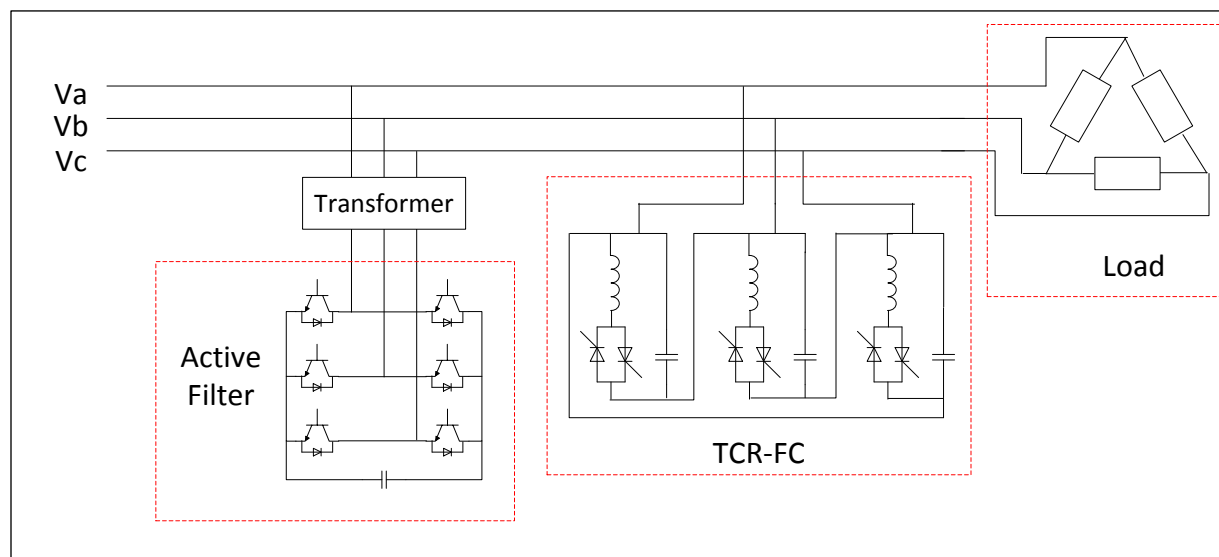 Va
Vb
Vc
Transformer
Load
Active
Filter
TCR-FC